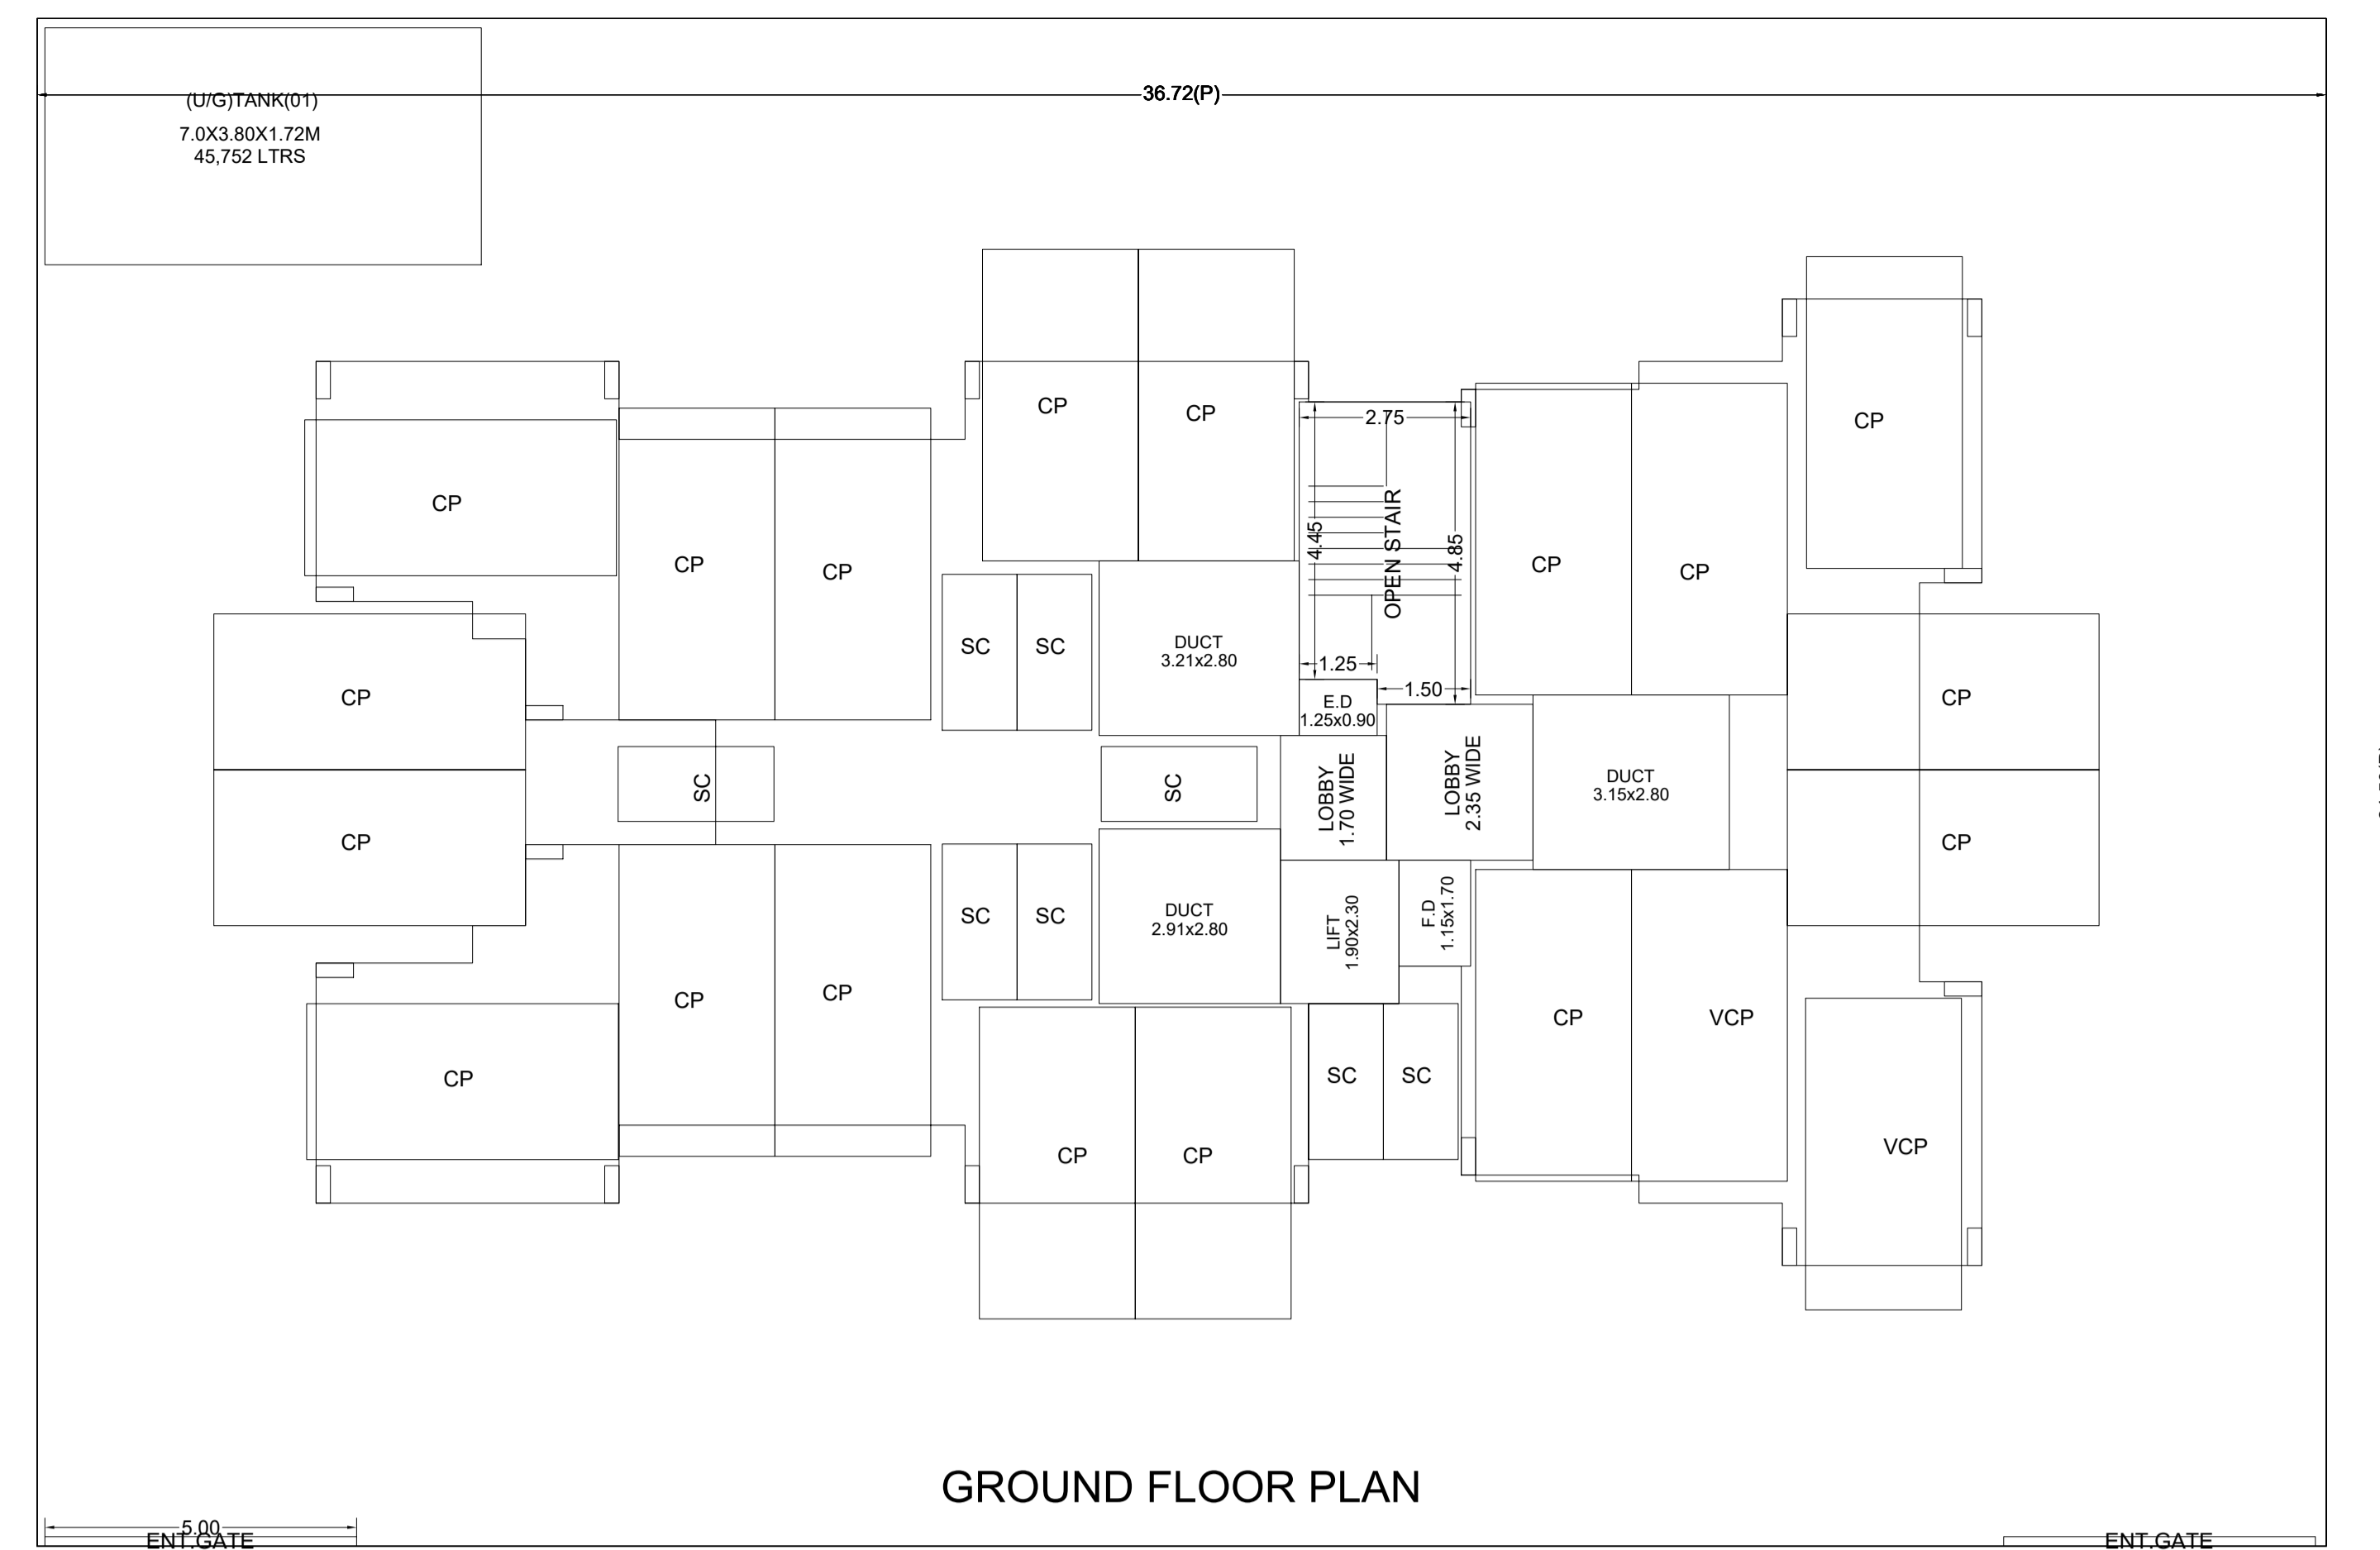 (U/G)TANK(01)
7.0X3.80X1.72M
45,752 LTRS
36.72(P)
CP
CP
CP
2.75
CP
CP
CP
CP
CP
CP
4.45
OPEN STAIR
4.85
SC
SC
DUCT
3.21x2.80
1.25
1.50
CP
E.D
1.25x0.90
CP
SC
SC
LOBBY
1.70 WIDE
LOBBY
2.35 WIDE
DUCT
3.15x2.80
CP
CP
SC
SC
DUCT
2.91x2.80
LIFT
1.90x2.30
F.D
1.15x1.70
CP
CP
CP
VCP
CP
SC
SC
CP
CP
VCP
GROUND FLOOR PLAN
5.00
ENT.GATE
ENT.GATE